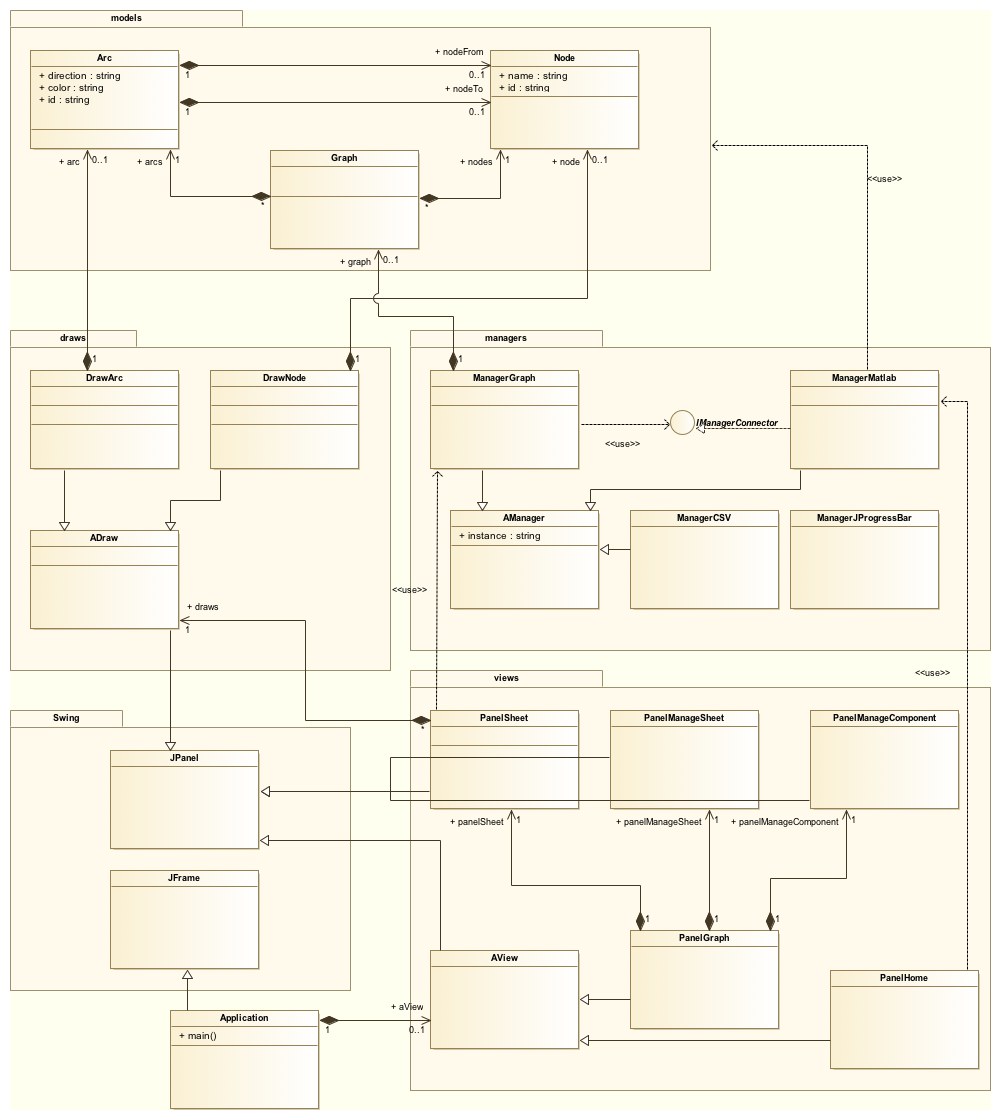 models
Arc
+ direction : string
+ color : string
+ id : string
+ nodeFrom
1
0..1
+ nodeTo
1
0..1
Node
+ name : string
+ id : string
+ arc
0..1
+ arcs
1
Graph
*
*
+ nodes
1
+ node
0..1
<<use>>
+ graph
0..1
draws
1
1
DrawArc
DrawNode
ADraw
+ draws
1
managers
1
ManagerGraph
ManagerMatlab
IManagerConnector
<<use>>
AManager
+ instance : string
ManagerCSV
ManagerJProgressBar
<<use>>
<<use>>
views
PanelSheet
PanelManageSheet
PanelManageComponent
*
+ panelSheet
1
+ panelManageSheet
1
+ panelManageComponent
1
Swing
JPanel
JFrame
1
1
1
PanelGraph
AView
PanelHome
Application
+ main()
+ aView
1
0..1